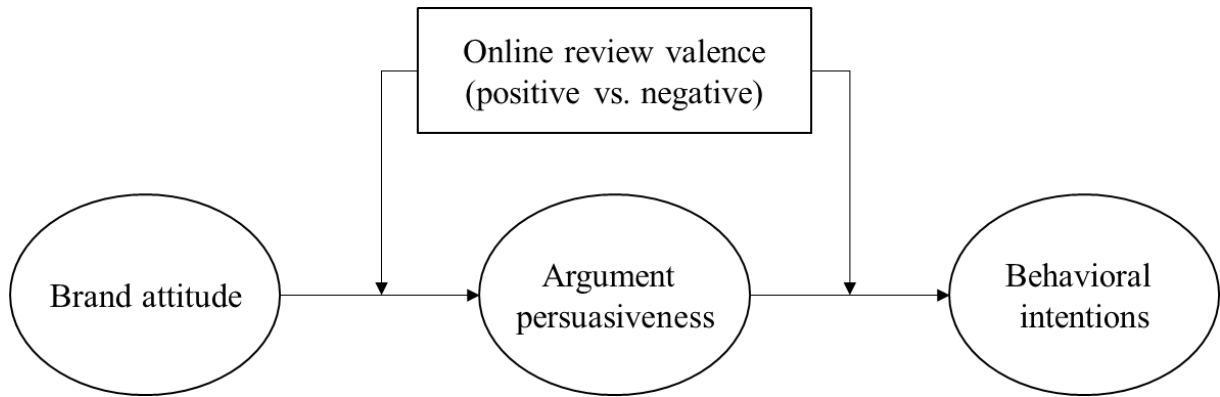 Online review valence
(positive vs. negative)
Brand attitude
Argument
persuasiveness
Behavioral
intentions